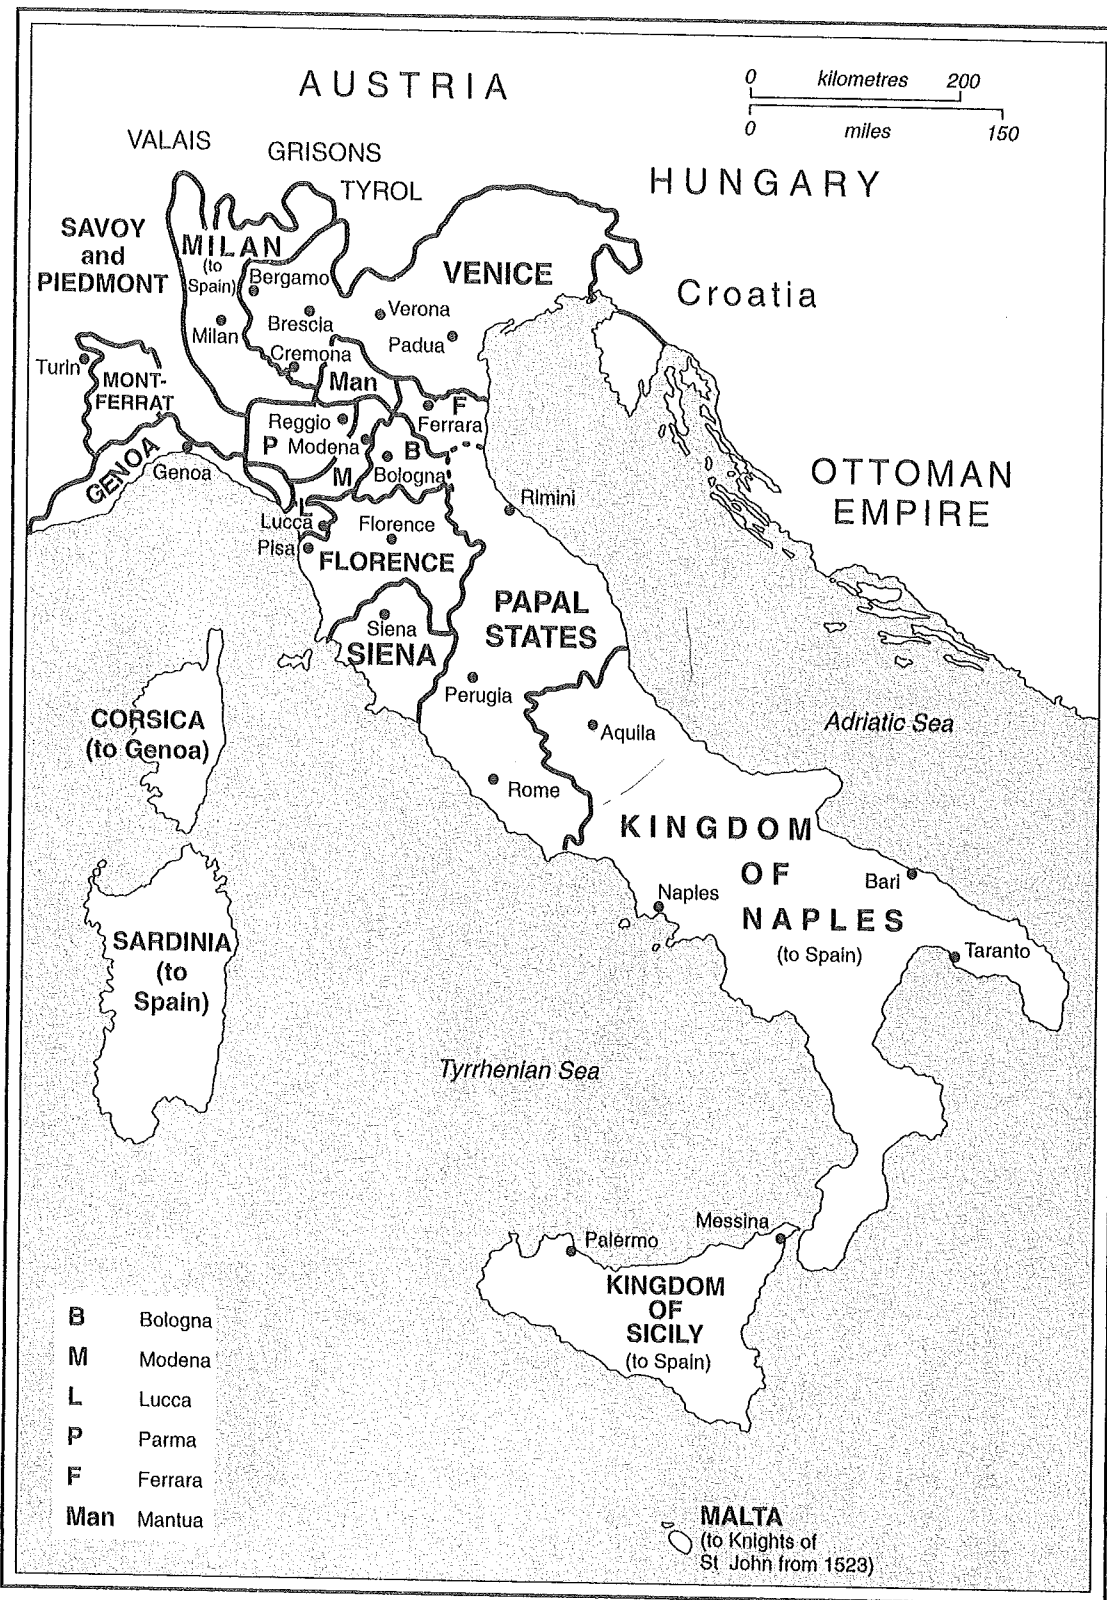 AUSTRIA
0 kilometres 200
0 miles 150
VALAIS
GRISONS
TYROL
HUNGARY
SAVOY
and
PIEDMONT
MILAN
(to
Spain)
Bergamo
VENICE
Croatia
Milan
Brescia
Verona
Padua
Cremona
Turin
MONT-
FERRAT
Man
F
Ferrara
Reggio
P
Modena
B
Bologna
M
GENOA
Genoa
OTTOMAN
EMPIRE
Rimini
L
Lucca
Florence
Pisa
FLORENCE
PAPAL
STATES
Siena
SIENA
Perugia
CORSICA
(to Genoa)
Adriatic Sea
Aquila
Rome
KINGDOM
OF
NAPLES
(to Spain)
Bari
Naples
Taranto
SARDINIA
(to
Spain)
Tyrrhenian Sea
Messina
Palermo
KINGDOM
OF
SICILY
(to Spain)
B Bologna
M Modena
L Lucca
P Parma
F Ferrara
Man Mantua
MALTA
(to Knights of
St John from 1523)